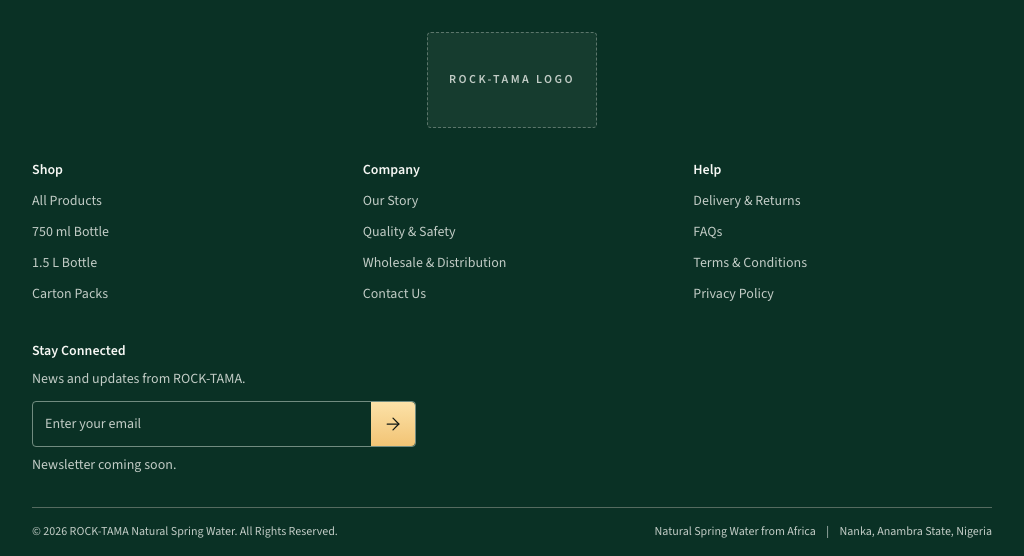 ROCK-TAMA LOGO
Shop
All Products
750 ml Bottle
1.5 L Bottle
Carton Packs
Company
Our Story
Quality & Safety
Wholesale & Distribution
Contact Us
Help
Delivery & Returns
FAQs
Terms & Conditions
Privacy Policy
Stay Connected
News and updates from ROCK-TAMA.
Enter your email
Newsletter coming soon.
© 2026 ROCK-TAMA Natural Spring Water. All Rights Reserved.
Natural Spring Water from Africa | Nanka, Anambra State, Nigeria